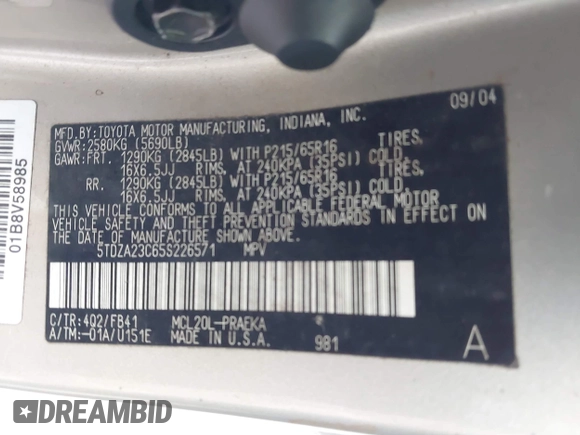 09/04
MFD.BY:TOYOTA MOTOR MANUFACTURING, INDIANA, INC.
GVWR:2580KG (5690LB)
GAWR:FRT. 1290KG (2845LB) WITH P215/65R16 TIRES,
16X6.5JJ RIMS, AT 240KPA (35PSI) COLD.
RR. 1290KG (2845LB) WITH P215/65R16 TIRES,
16X6.5JJ RIMS, AT 240KPA (35PSI) COLD.
THIS VEHICLE CONFORMS TO ALL APPLICABLE FEDERAL MOTOR
VEHICLE SAFETY AND THEFT PREVENTION STANDARDS IN EFFECT ON
THE DATE OF MANUFACTURE SHOWN ABOVE.
5TDZA23C65S226571 MPV
C/TR:4Q2/FB41 MCL20L-PRAEKA
A/TM:-01A/U151E MADE IN U.S.A. 981 A
01B8V58985
DREAMBID